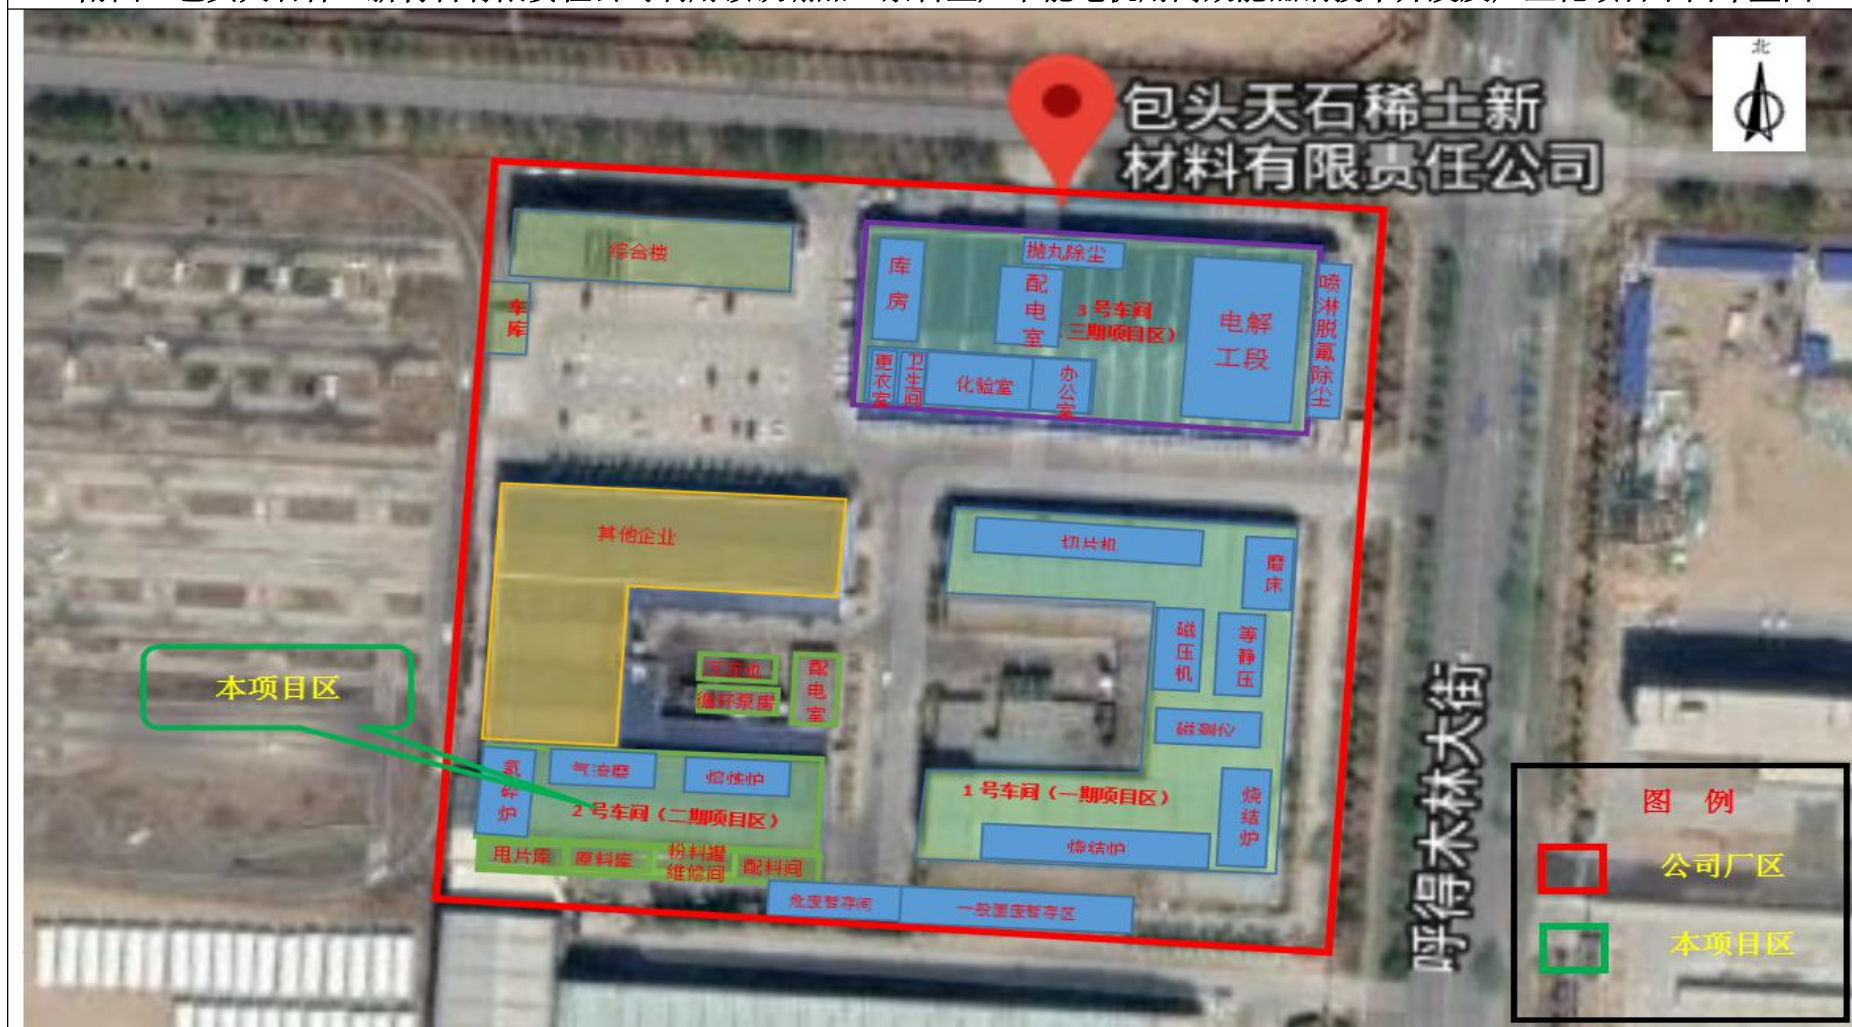 北
包头天石稀土新
材料有限责任公司
综合楼
车库
库房
抛丸除尘
配电室
3号车间
（三期项目区）
电解
工段
喷淋脱氟除尘
更衣室
卫生间
化验室
办公室
其他企业
切片机
磨床
磁压机
等静压
磁测仪
配电室
循环泵房
本项目区
氢碎炉
气流磨
熔炼炉
2号车间（二期项目区）
甩片库
原料库
粉料罐
维修间
配料间
1号车间（一期项目区）
烧结炉
烧结炉
危废暂存间
一般固废暂存区
呼得木林大街
图 例
公司厂区
本项目区